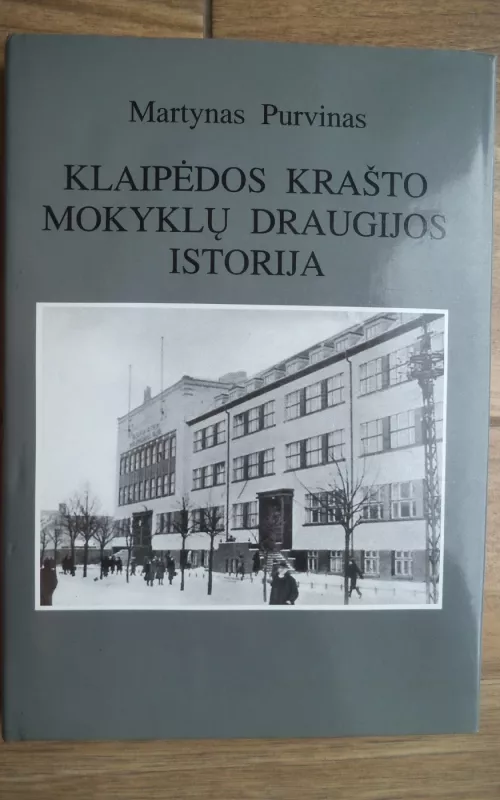 Martynas Purvinas
KLAIPĖDOS KRAŠTO
MOKYKLŲ DRAUGIJOS
ISTORIJA